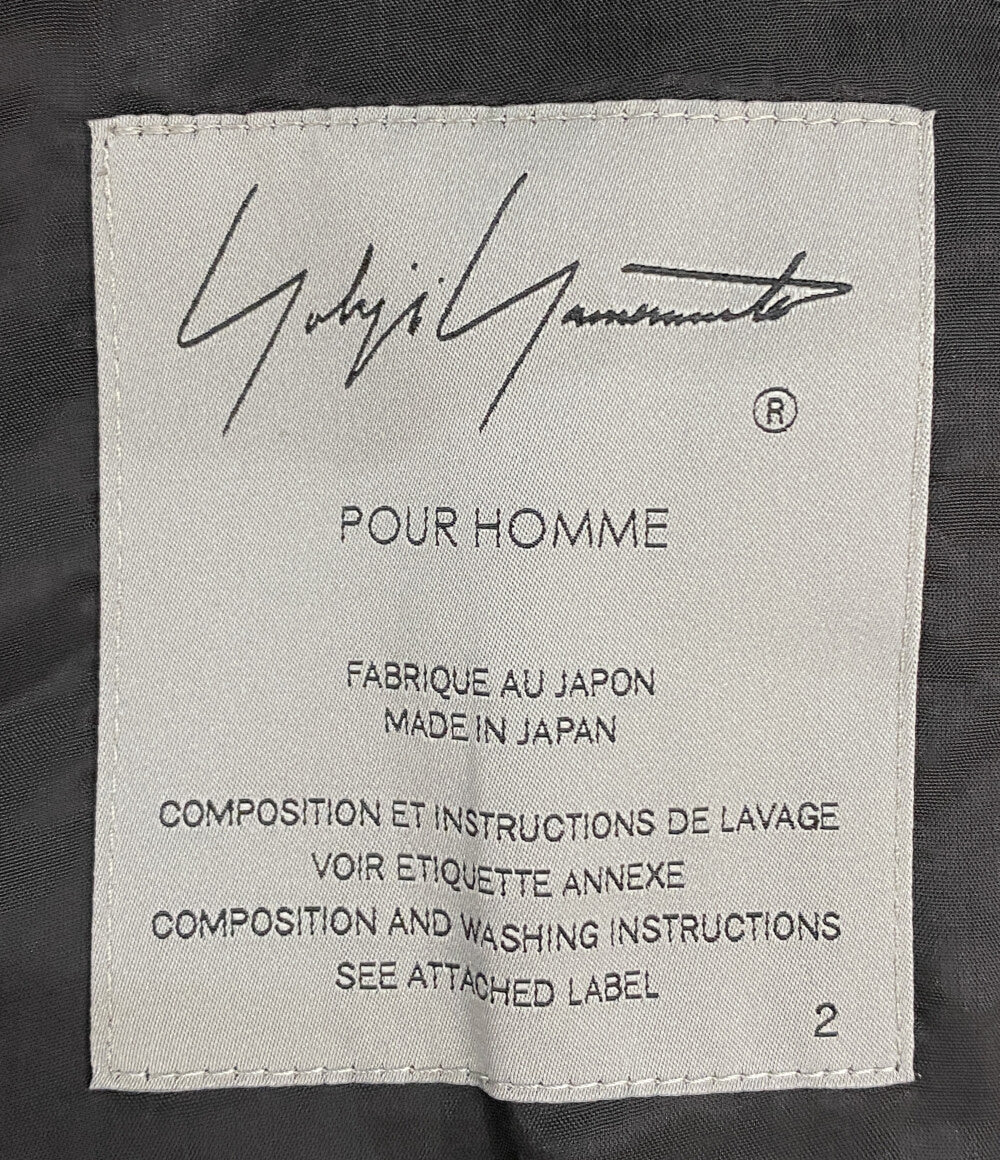 Yohji Yamamoto
®
POUR HOMME
FABRIQUE AU JAPON
MADE IN JAPAN
COMPOSITION ET INSTRUCTIONS DE LAVAGE
VOIR ETIQUETTE ANNEXE
COMPOSITION AND WASHING INSTRUCTIONS
SEE ATTACHED LABEL
2